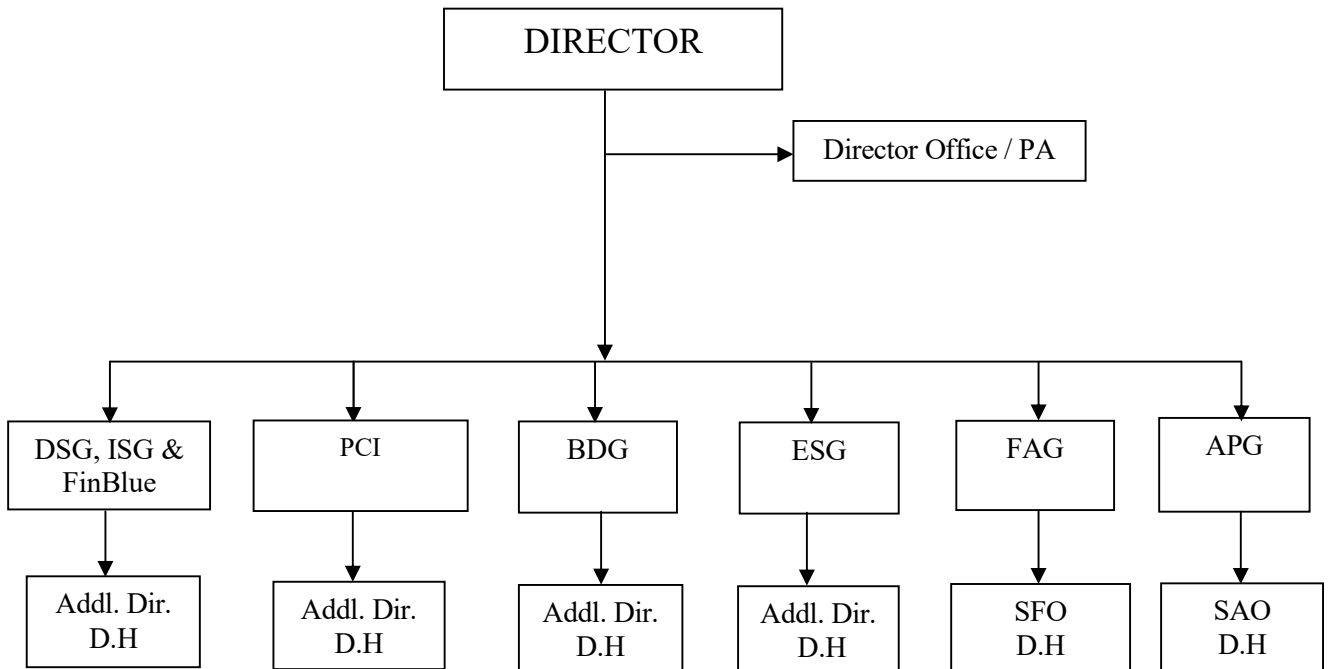 DIRECTOR
Director Office / PA
DSG, ISG &
FinBlue
PCI
BDG
ESG
FAG
APG
Addl. Dir.
D.H
Addl. Dir.
D.H
Addl. Dir.
D.H
Addl. Dir.
D.H
SFO
D.H
SAO
D.H